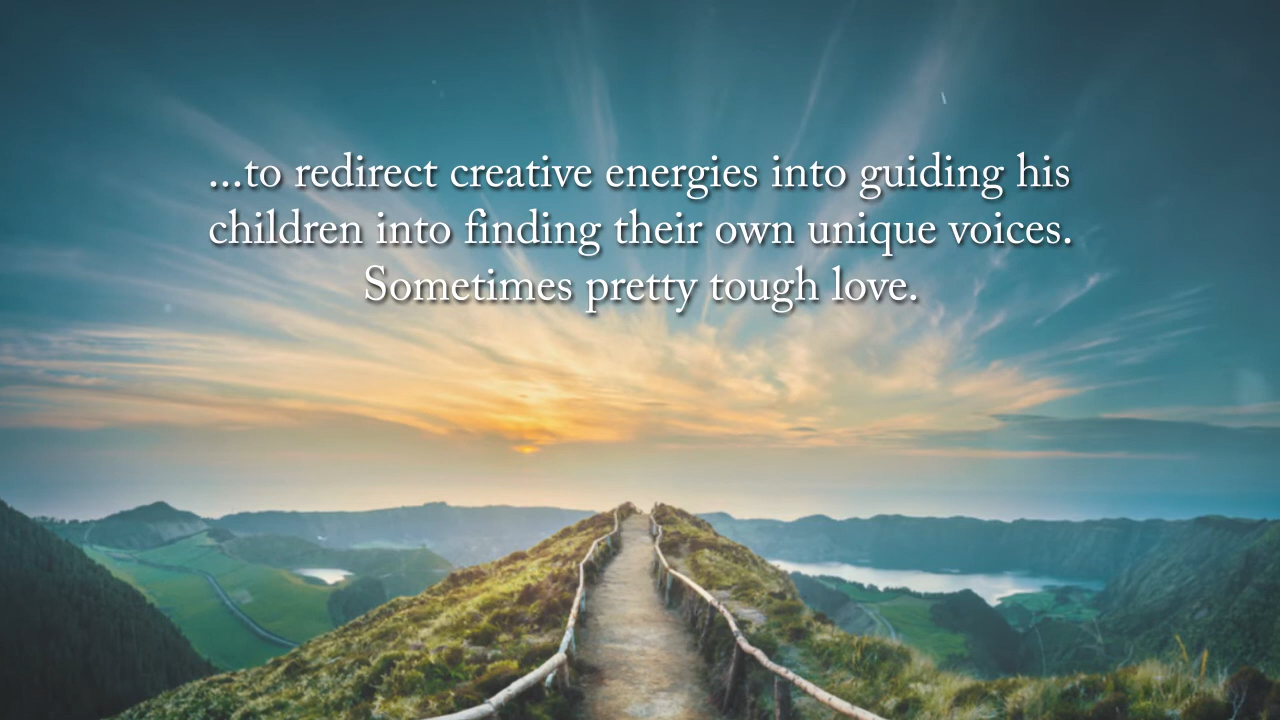 ...to redirect creative energies into guiding his
children into finding their own unique voices.
Sometimes pretty tough love.